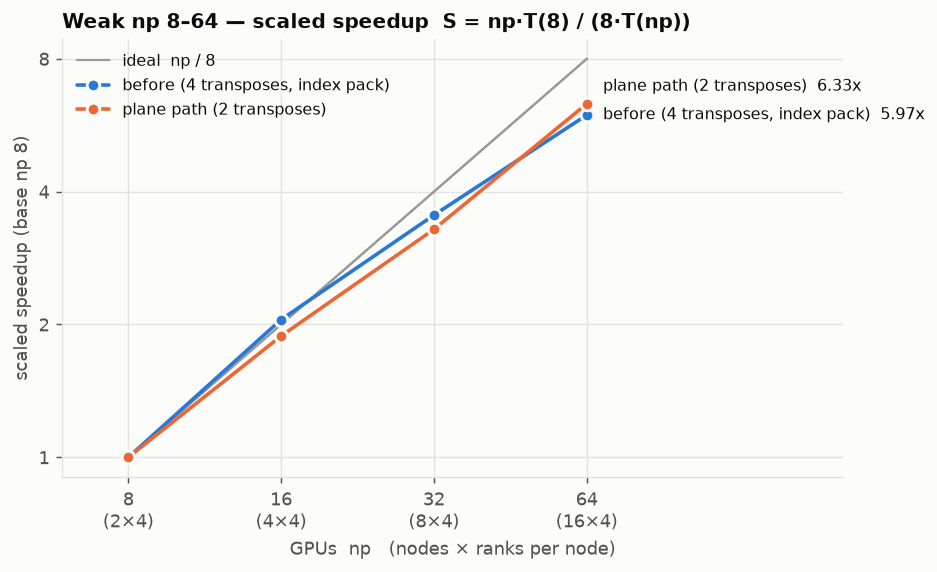 Weak np 8–64 — scaled speedup  S = np·T(8) / (8·T(np))
ideal  np / 8
before (4 transposes, index pack)
plane path (2 transposes)
plane path (2 transposes)  6.33x
before (4 transposes, index pack)  5.97x
scaled speedup (base np 8)
8
4
2
1
8
(2×4)
16
(4×4)
32
(8×4)
64
(16×4)
GPUs  np   (nodes × ranks per node)